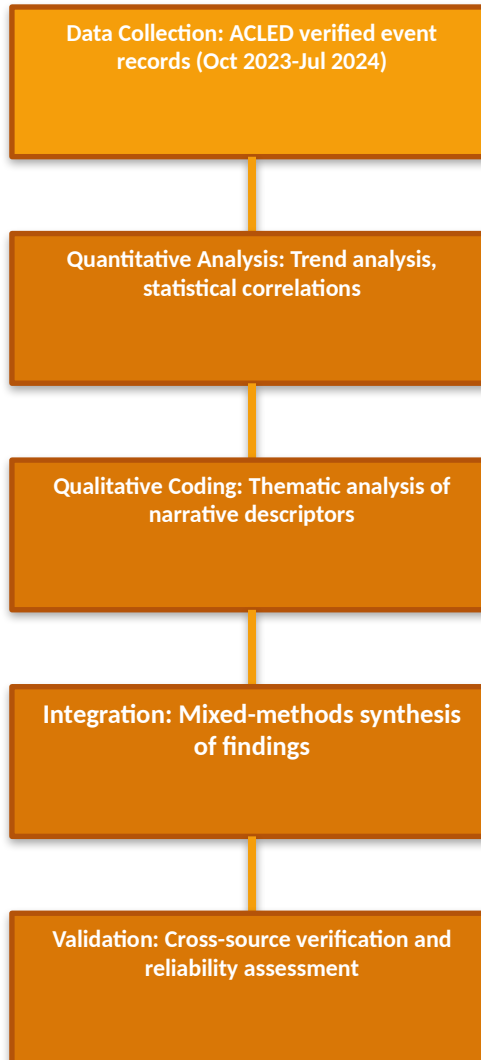 Data Collection: ACLED verified event
records (Oct 2023-Jul 2024)
Quantitative Analysis: Trend analysis,
statistical correlations
Qualitative Coding: Thematic analysis of
narrative descriptors
Integration: Mixed-methods synthesis
of findings
Validation: Cross-source verification and
reliability assessment